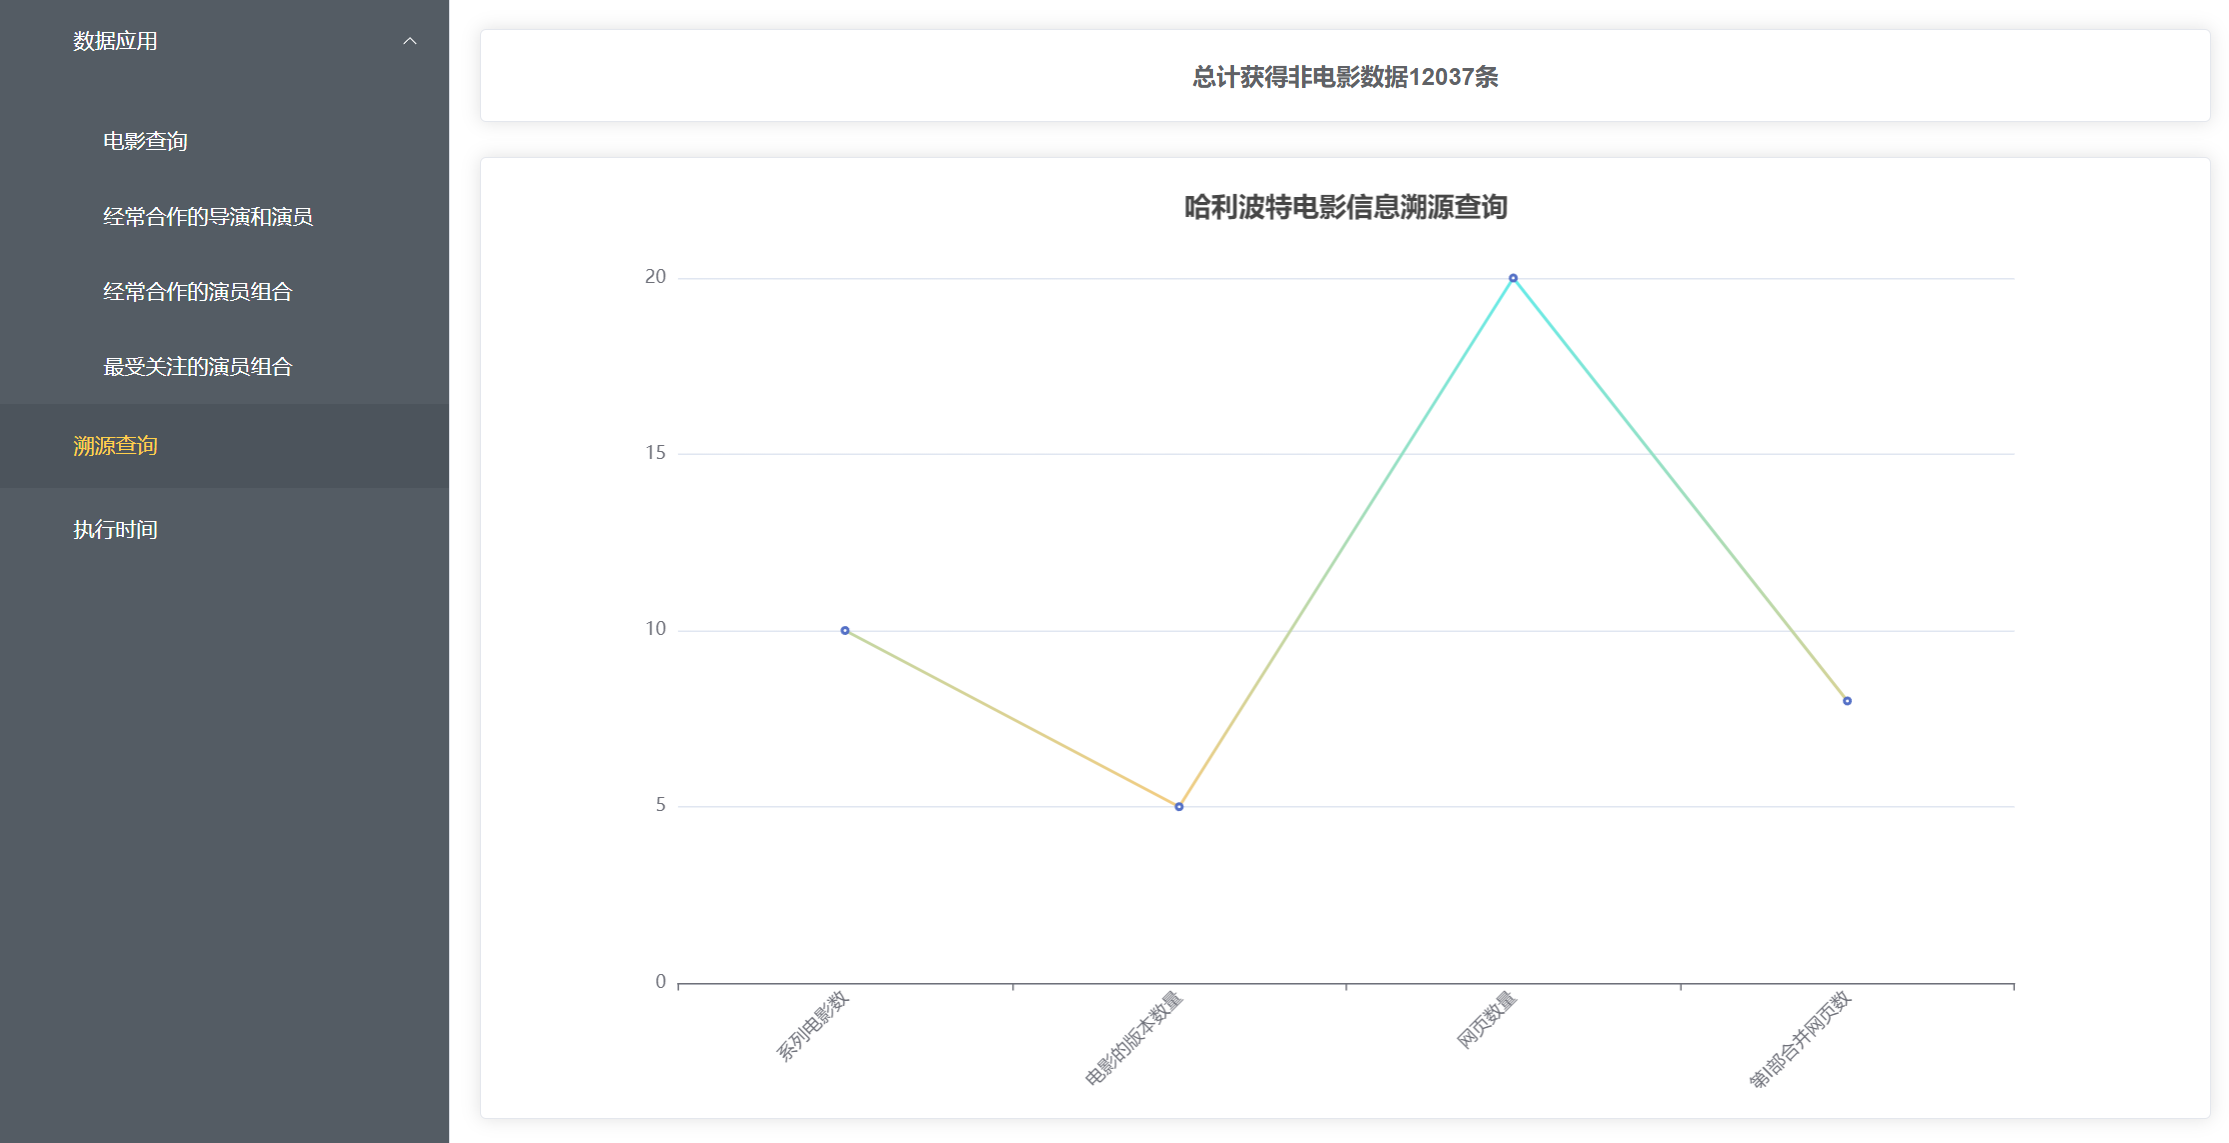 数据应用
电影查询
经常合作的导演和演员
经常合作的演员组合
最受关注的演员组合
溯源查询
执行时间
总计获得非电影数据12037条
哈利波特电影信息溯源查询
20
15
10
5
0
系列电影数
电影的版本数量
网页数量
第I部合并网页数